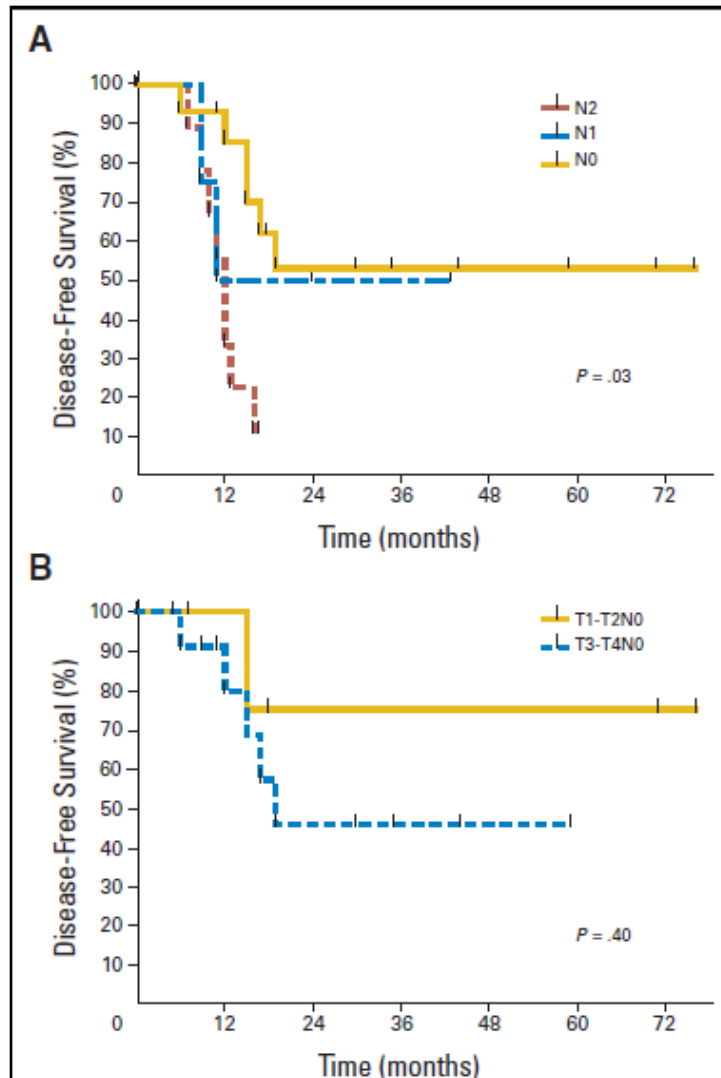 A
100
90
80
70
60
50
40
30
20
10
0
12
24
36
48
60
72
Disease-Free Survival (%)
Time (months)
N2
N1
N0
P = .03
B
100
90
80
70
60
50
40
30
20
10
0
12
24
36
48
60
72
Disease-Free Survival (%)
Time (months)
T1-T2N0
T3-T4N0
P = .40